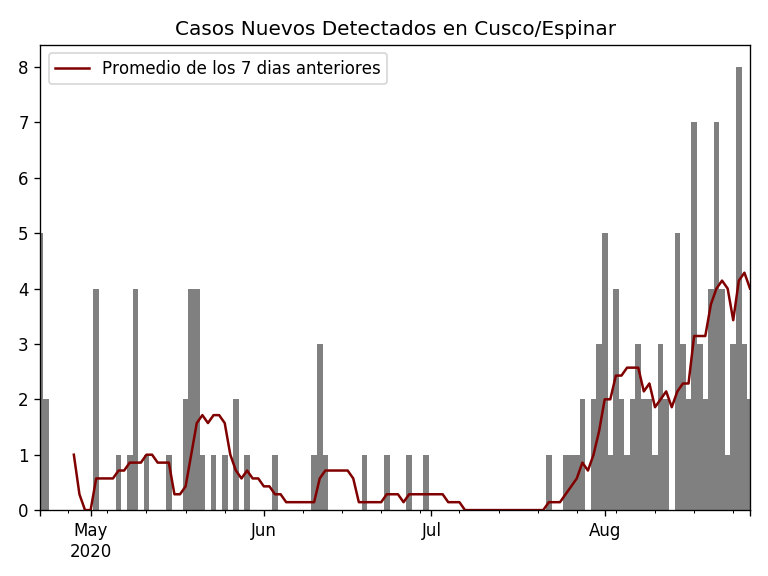 Casos Nuevos Detectados en Cusco/Espinar
Promedio de los 7 dias anteriores
8
7
6
5
4
3
2
1
0
May
2020
Jun
Jul
Aug